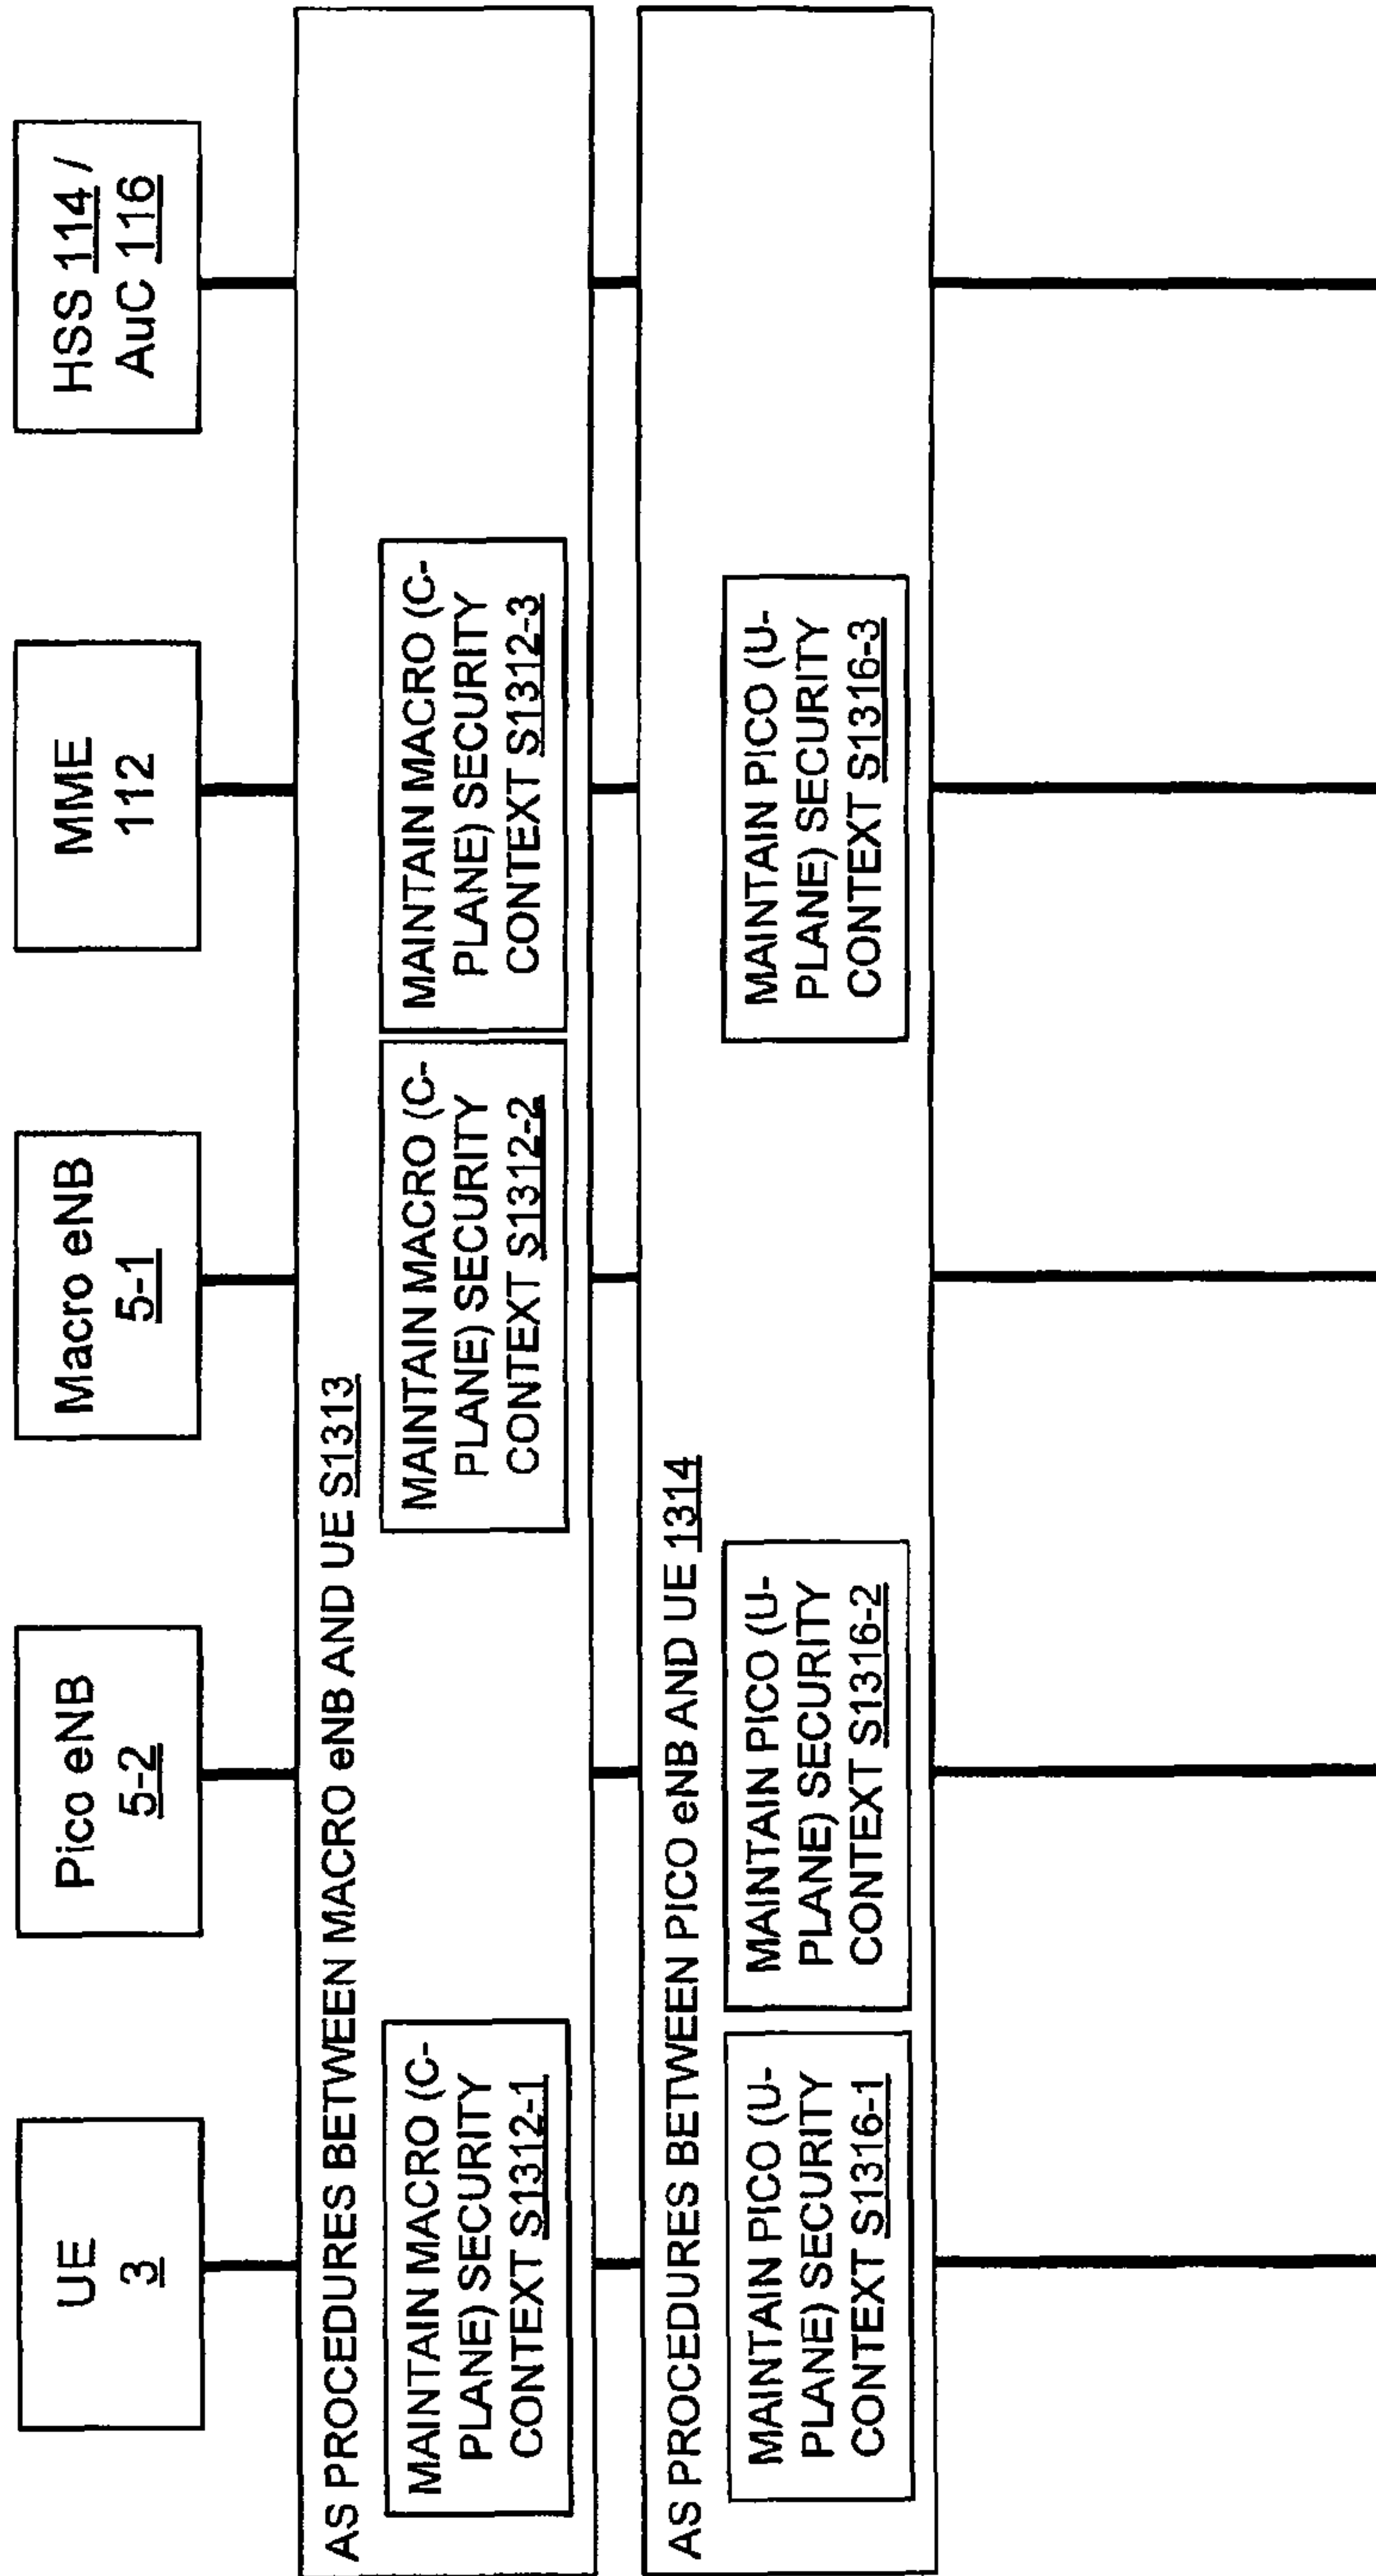 UE
3
Pico eNB
5-2
Macro eNB
5-1
MME
112
HSS 114 /
AuC 116
AS PROCEDURES BETWEEN MACRO eNB AND UE S1313
MAINTAIN MACRO (C-
PLANE) SECURITY
CONTEXT S1312-1
MAINTAIN MACRO (C-
PLANE) SECURITY
CONTEXT S1312-2
MAINTAIN MACRO (C-
PLANE) SECURITY
CONTEXT S1312-3
AS PROCEDURES BETWEEN PICO eNB AND UE 1314
MAINTAIN PICO (U-
PLANE) SECURITY
CONTEXT S1316-1
MAINTAIN PICO (U-
PLANE) SECURITY
CONTEXT S1316-2
MAINTAIN PICO (U-
PLANE) SECURITY
CONTEXT S1316-3